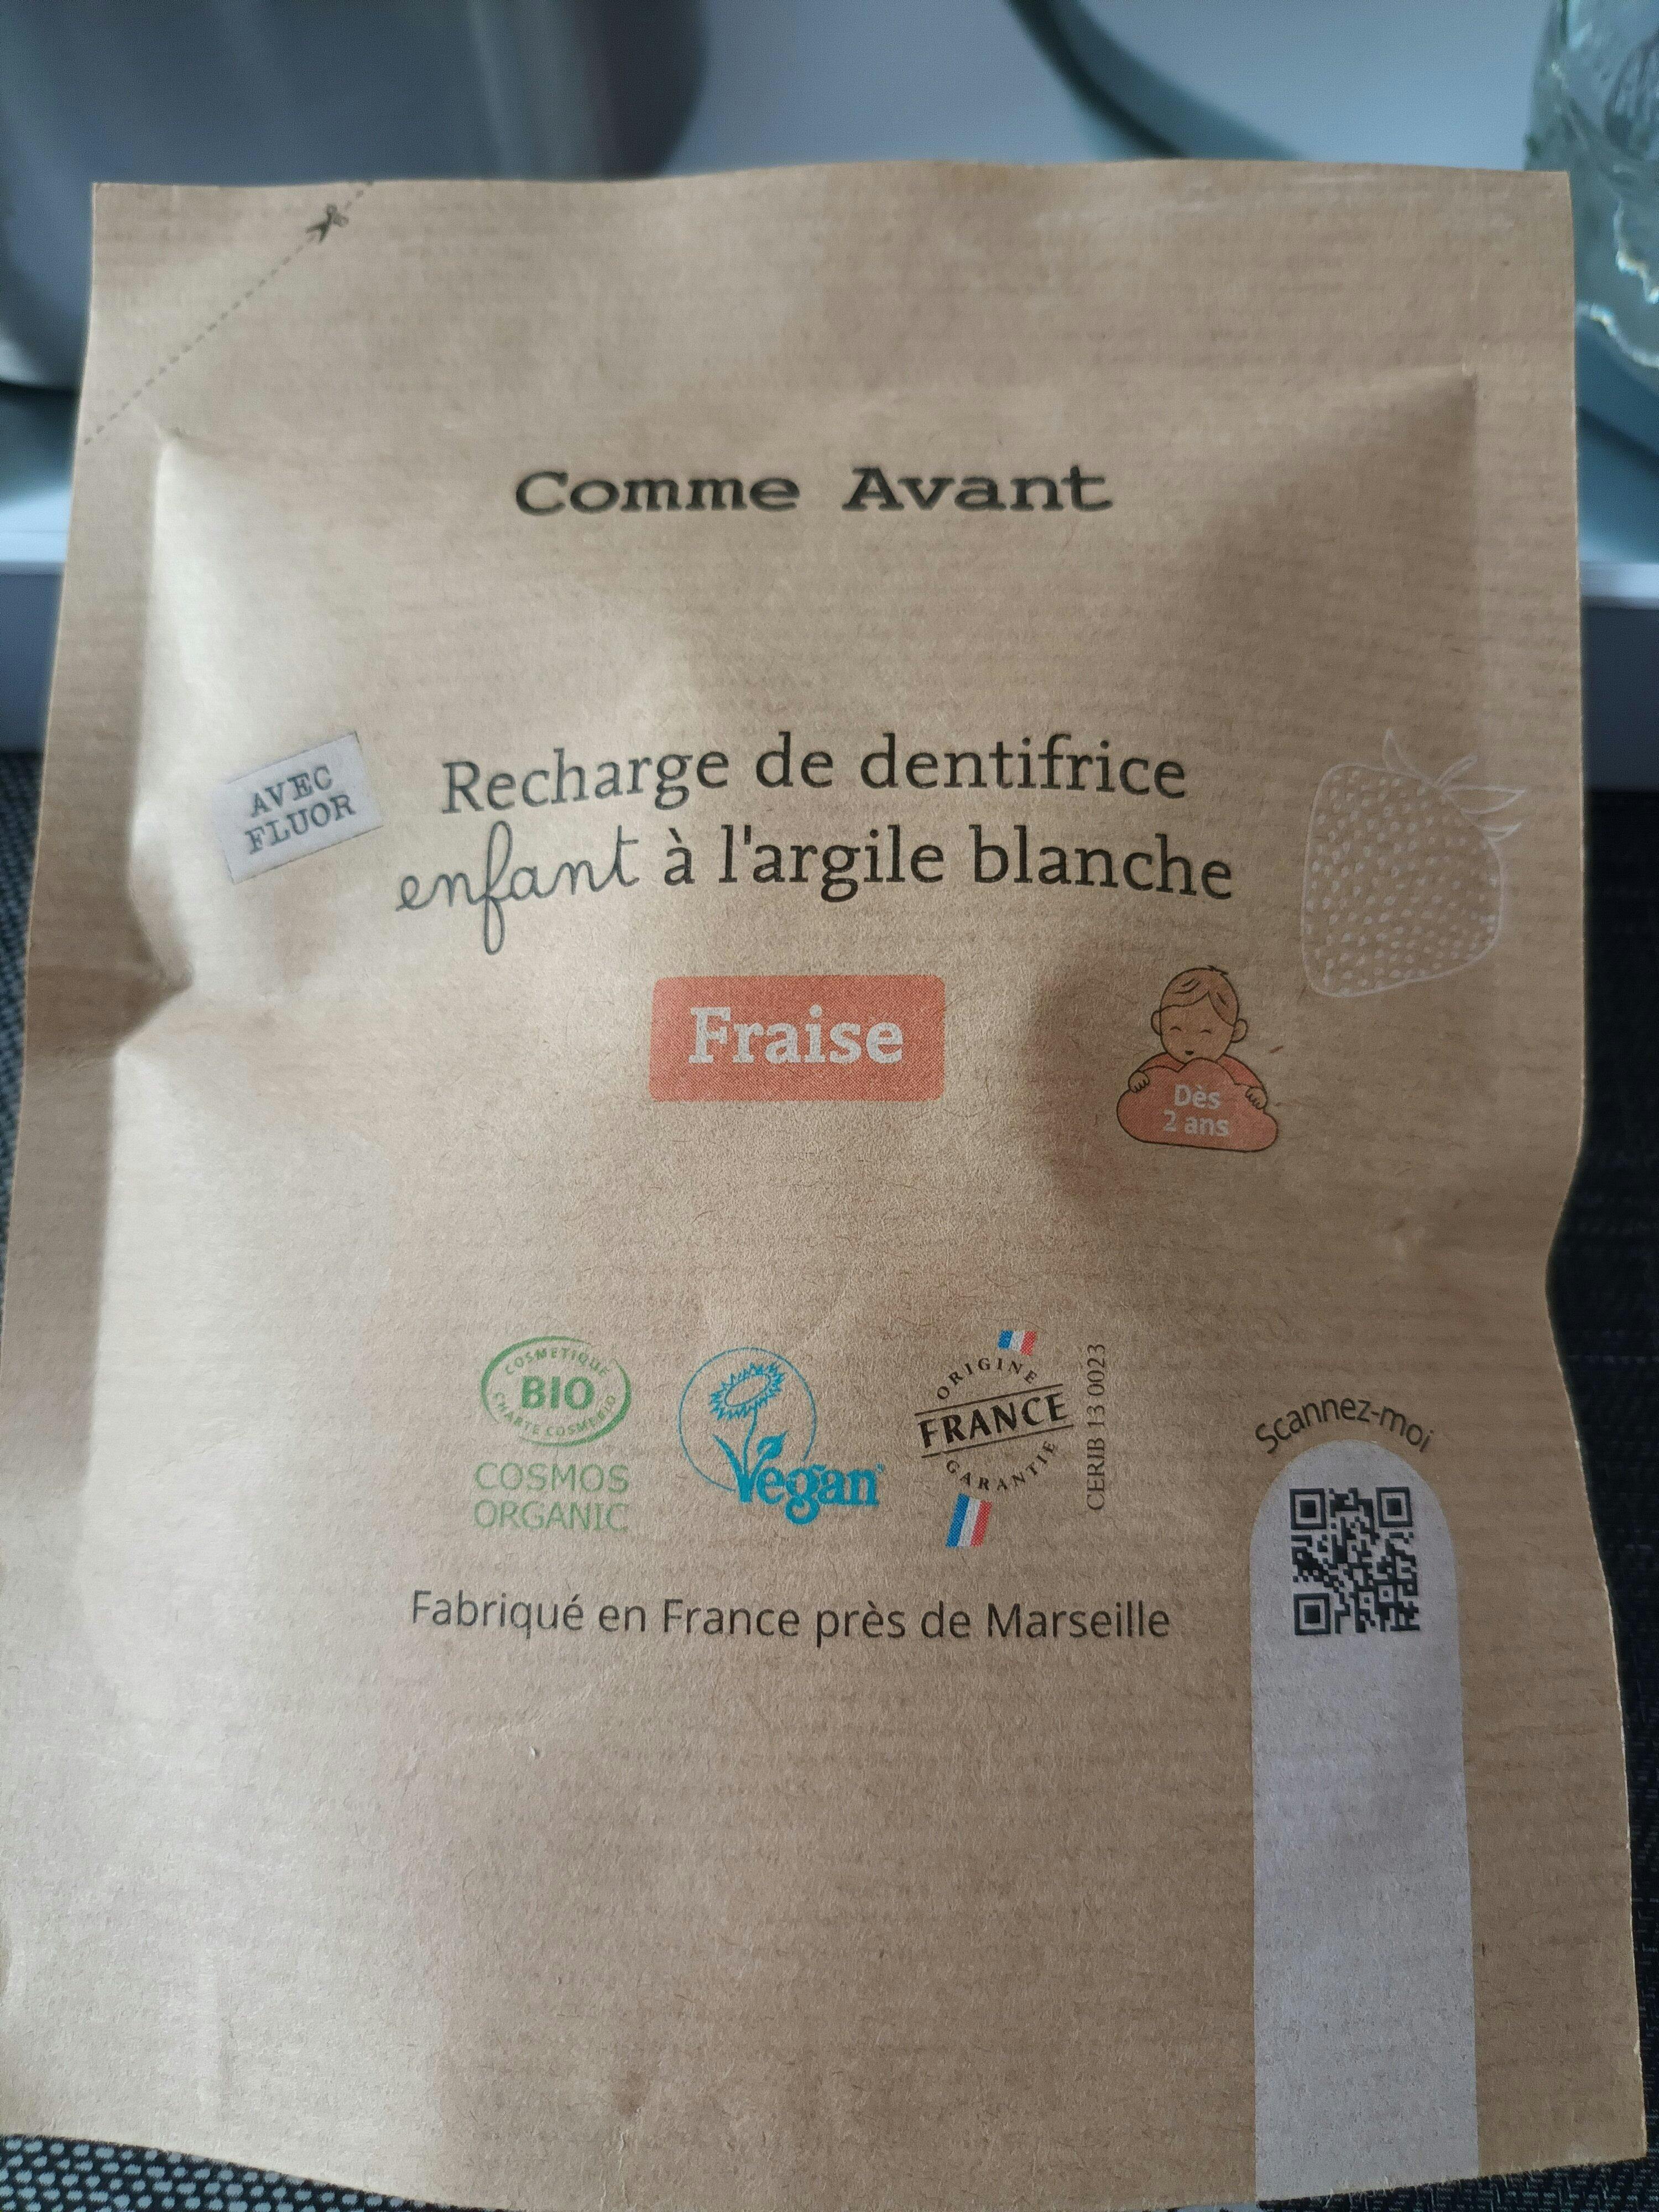 Comme Avant
AVEC
FLUOR
Recharge de dentifrice
enfant à l'argile blanche
Fraise
Dès
2 ans
COSMETIQUE
BIO
CHARTE COSMEBIO
COSMOS
ORGANIC
Vegan
ORIGINE
FRANCE
GARANTIE
CERIB 13 0023
Scannez-moi
Fabriqué en France près de Marseille